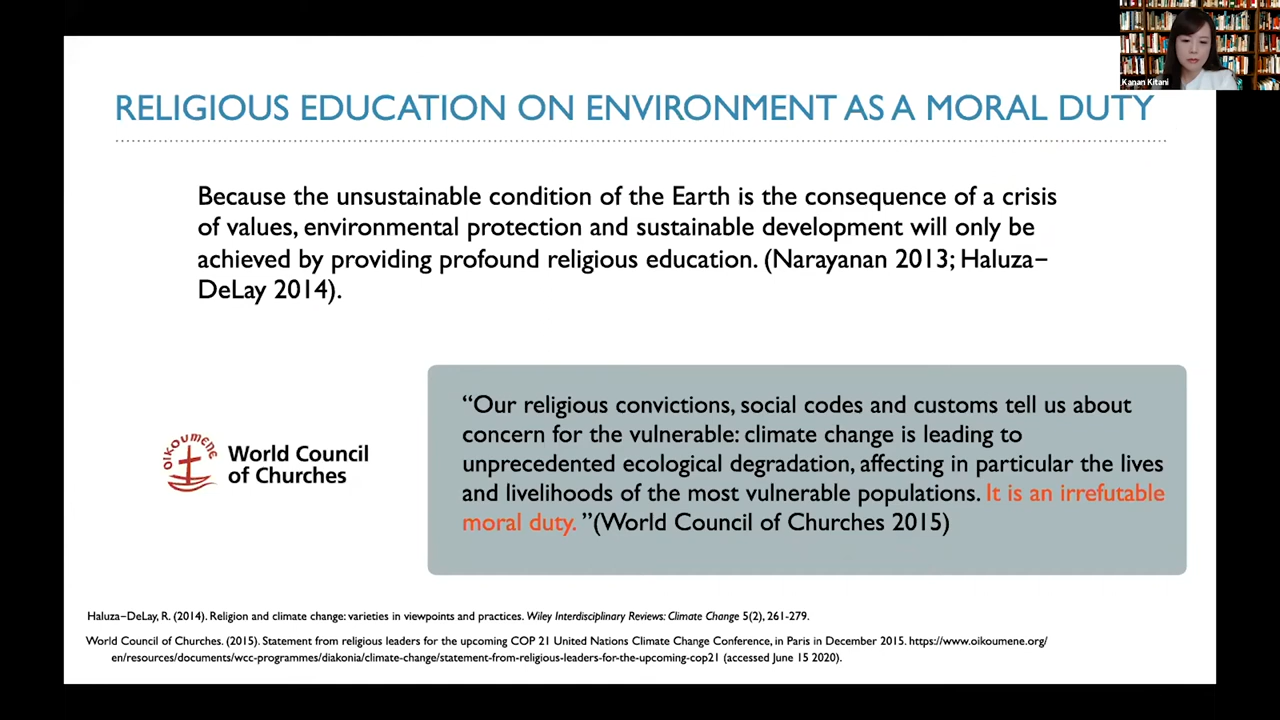 Kanan Kitani
RELIGIOUS EDUCATION ON ENVIRONMENT AS A MORAL DUTY
Because the unsustainable condition of the Earth is the consequence of a crisis
of values, environmental protection and sustainable development will only be
achieved by providing profound religious education. (Narayanan 2013; Haluza–
DeLay 2014).
OIKOUMENE
World Council
of Churches
“Our religious convictions, social codes and customs tell us about
concern for the vulnerable: climate change is leading to
unprecedented ecological degradation, affecting in particular the lives
and livelihoods of the most vulnerable populations. It is an irrefutable
moral duty. ”(World Council of Churches 2015)
Haluza–DeLay, R. (2014). Religion and climate change: varieties in viewpoints and practices. Wiley Interdisciplinary Reviews: Climate Change 5(2), 261-279.
World Council of Churches. (2015). Statement from religious leaders for the upcoming COP 21 United Nations Climate Change Conference, in Paris in December 2015. https://www.oikoumene.org/
en/resources/documents/wcc-programmes/diakonia/climate-change/statement-from-religious-leaders-for-the-upcoming-cop21 (accessed June 15 2020).